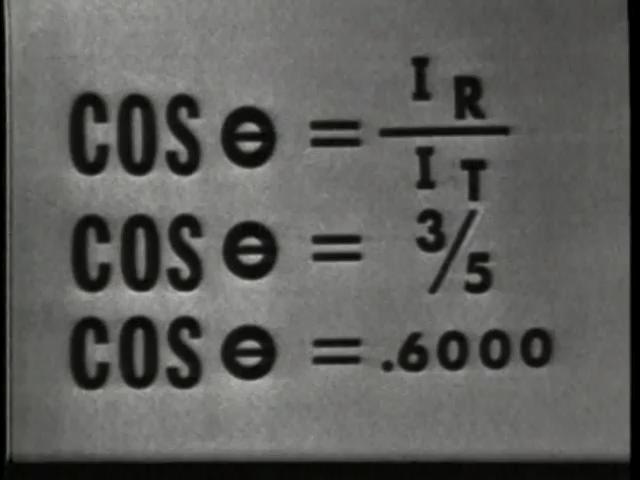 COS θ = I R / I T
COS θ = 3/5
COS θ = .6000